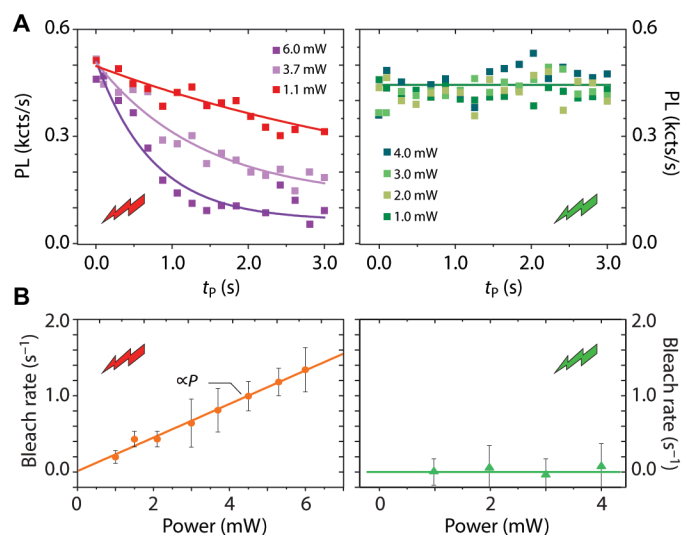 A
0.6
0.3
0.0
PL (kcts/s)
6.0 mW
3.7 mW
1.1 mW
0.0 1.0 2.0 3.0
tP (s)
4.0 mW
3.0 mW
2.0 mW
1.0 mW
0.0 1.0 2.0 3.0
tP (s)
0.6
0.3
0.0
PL (kcts/s)
B
2.0
1.0
0.0
Bleach rate (s−1)
∝P
0 2 4 6
Power (mW)
0 2 4
Power (mW)
2.0
1.0
0.0
Bleach rate (s−1)